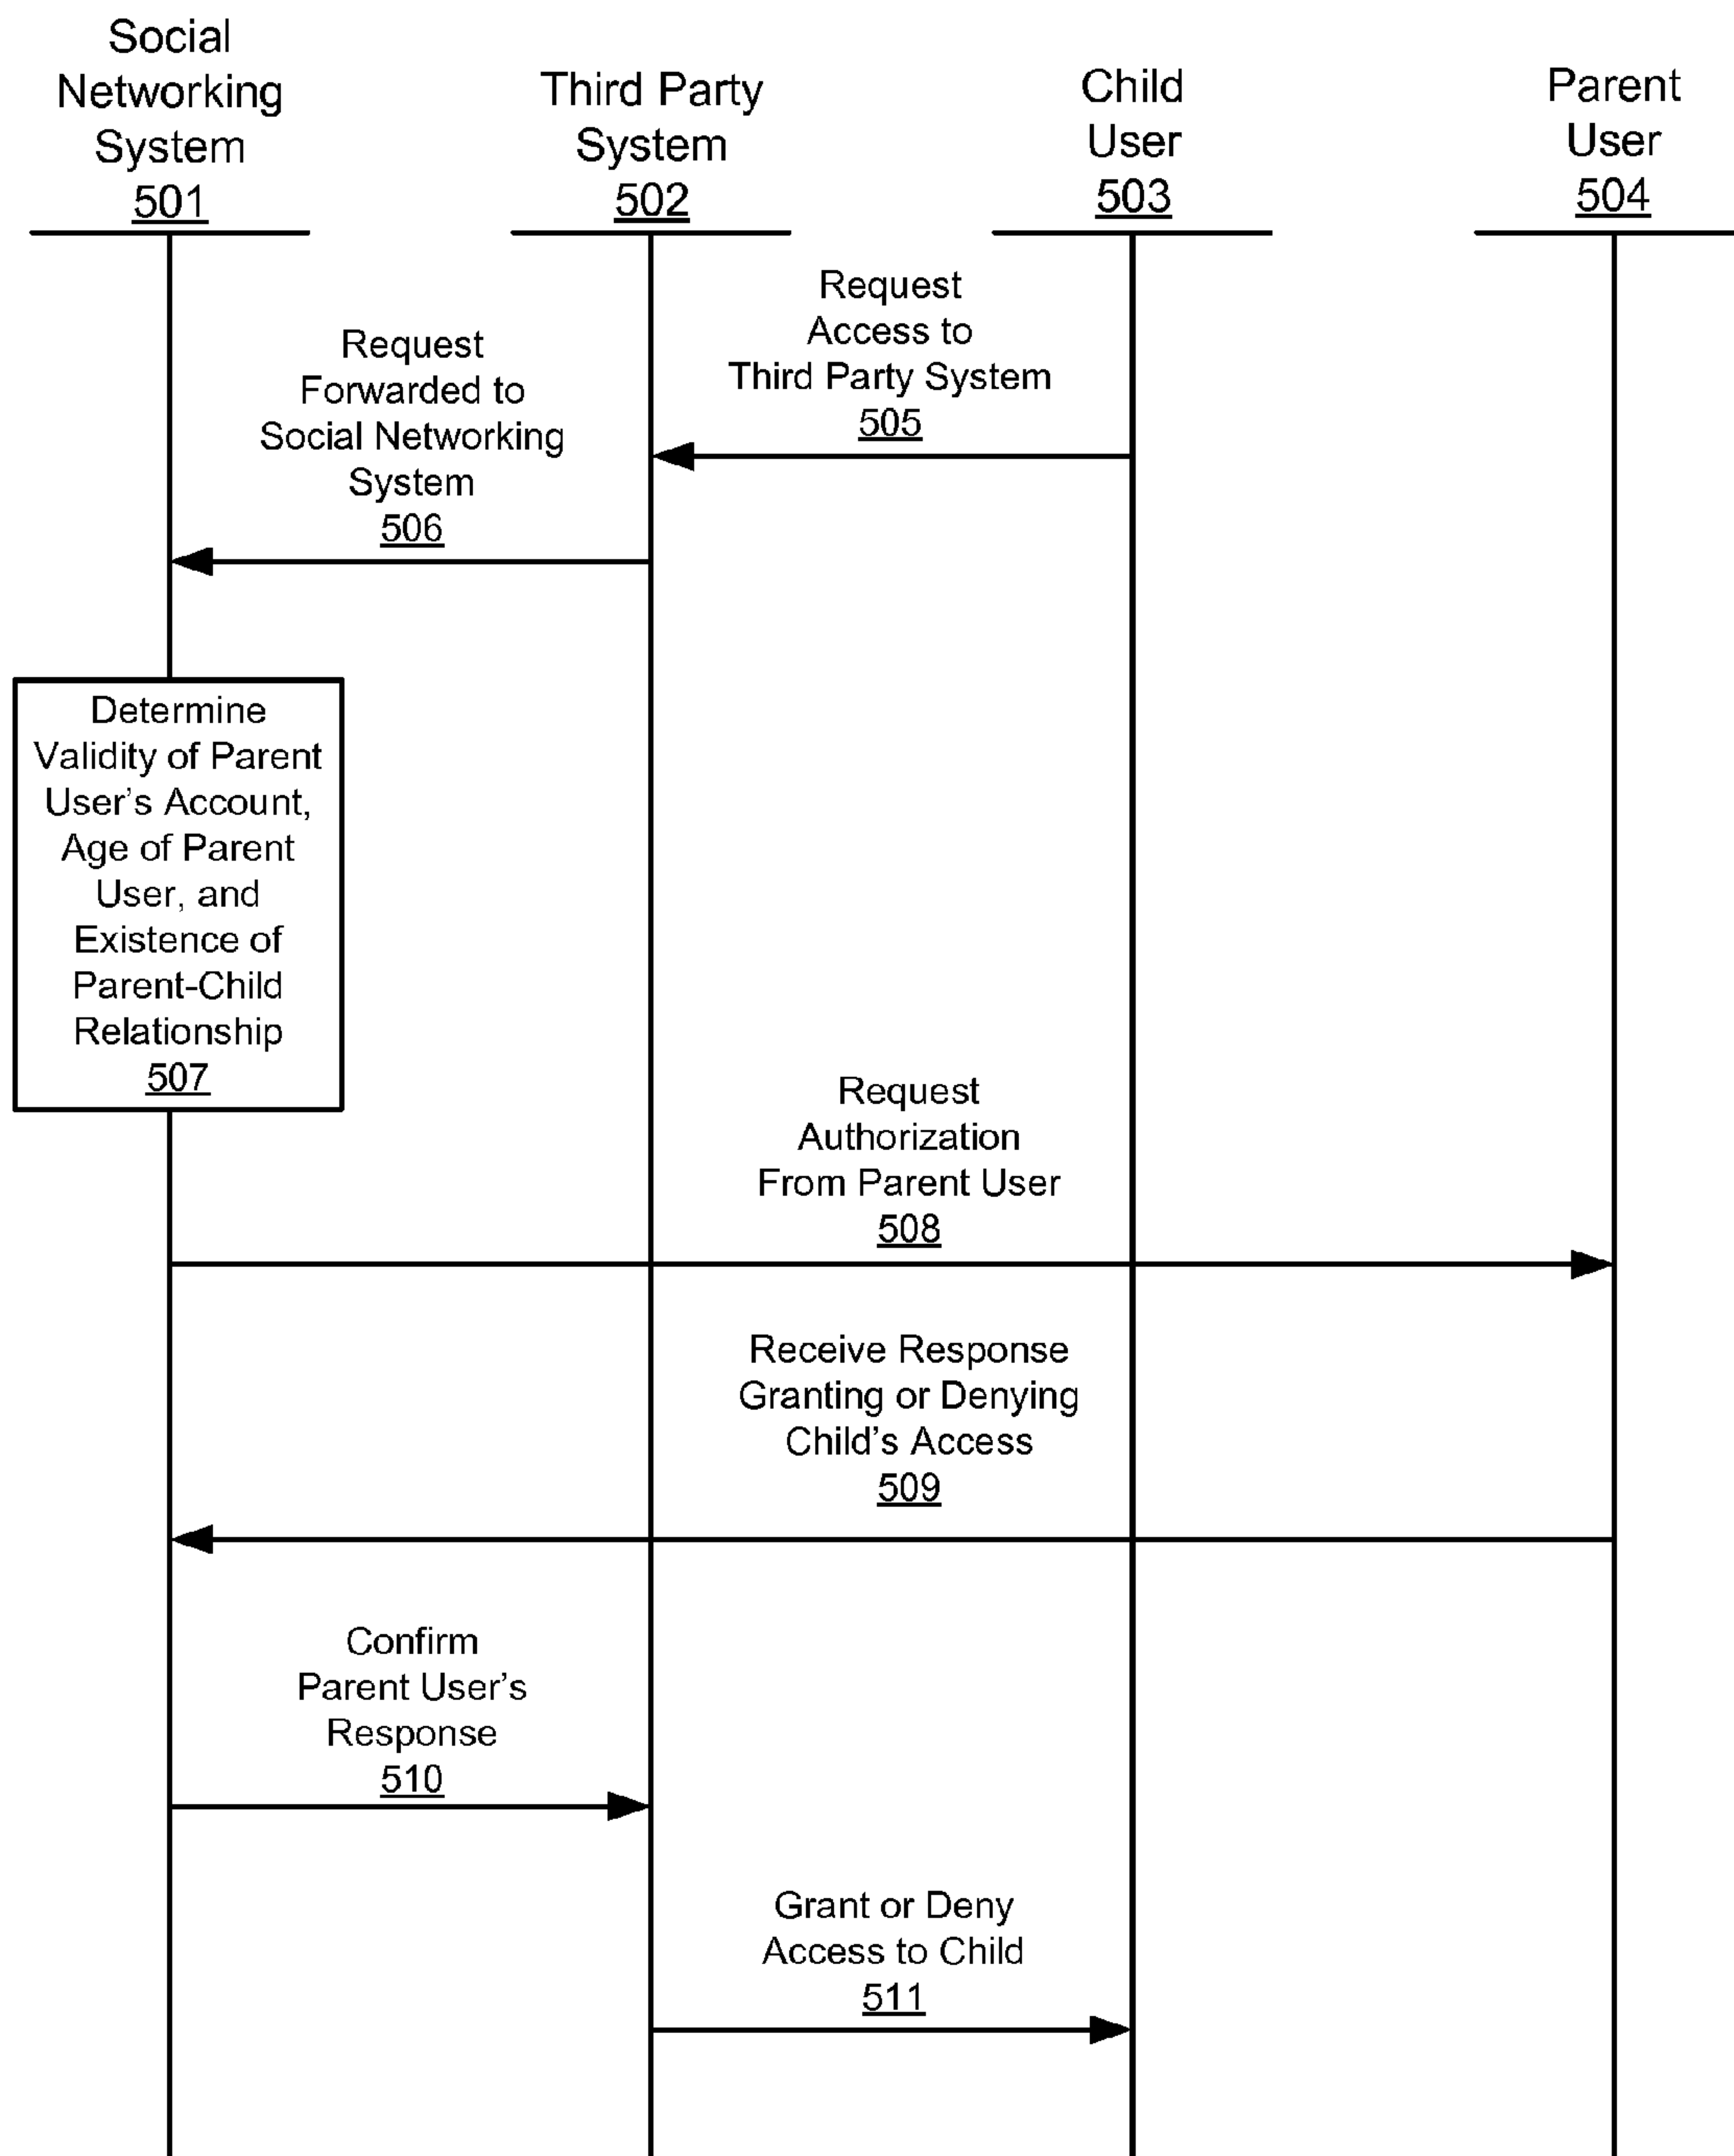 Social
Networking
System
501
Third Party
System
502
Child
User
503
Parent
User
504
Request
Access to
Third Party System
505
Request
Forwarded to
Social Networking
System
506
Determine
Validity of Parent
User's Account,
Age of Parent
User, and
Existence of
Parent-Child
Relationship
507
Request
Authorization
From Parent User
508
Receive Response
Granting or Denying
Child's Access
509
Confirm
Parent User's
Response
510
Grant or Deny
Access to Child
511